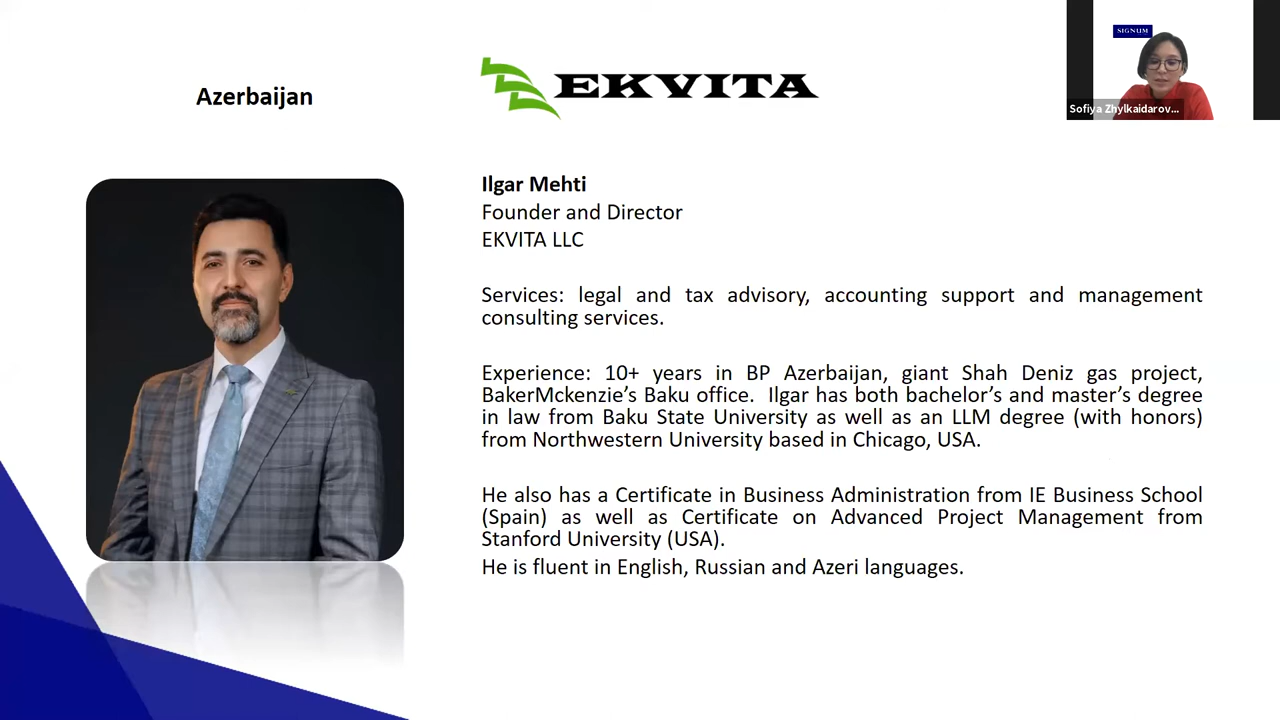 SIGNUM
Azerbaijan
EKVITA
Sofiya Zhylkaidarov...
Ilgar Mehti
Founder and Director
EKVITA LLC
Services: legal and tax advisory, accounting support and management
consulting services.
Experience: 10+ years in BP Azerbaijan, giant Shah Deniz gas project,
BakerMckenzie’s Baku office. Ilgar has both bachelor’s and master’s degree
in law from Baku State University as well as an LLM degree (with honors)
from Northwestern University based in Chicago, USA.
He also has a Certificate in Business Administration from IE Business School
(Spain) as well as Certificate on Advanced Project Management from
Stanford University (USA).
He is fluent in English, Russian and Azeri languages.